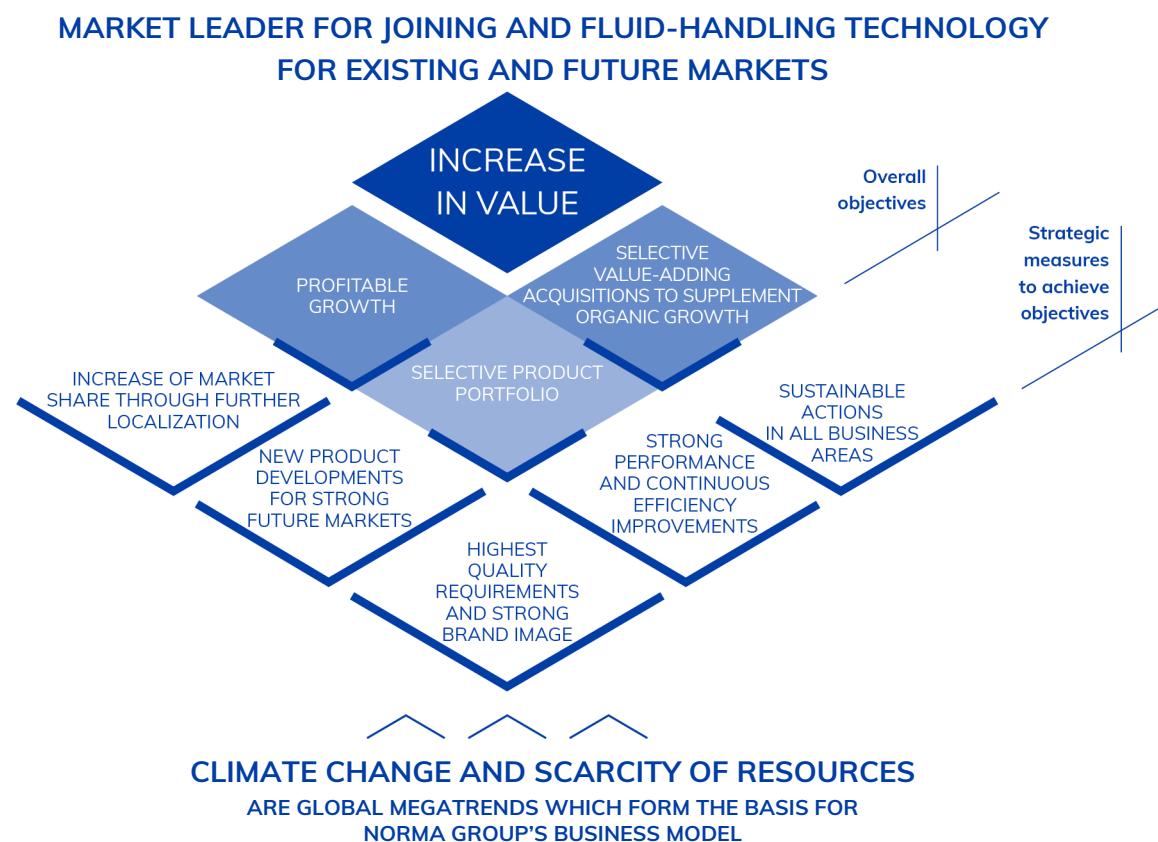 MARKET LEADER FOR JOINING AND FLUID-HANDLING TECHNOLOGY
FOR EXISTING AND FUTURE MARKETS
INCREASE
IN VALUE
Overall
objectives
Strategic
measures
to achieve
objectives
PROFITABLE
GROWTH
SELECTIVE
VALUE-ADDING
ACQUISITIONS TO SUPPLEMENT
ORGANIC GROWTH
SELECTIVE PRODUCT
PORTFOLIO
INCREASE OF MARKET
SHARE THROUGH FURTHER
LOCALIZATION
NEW PRODUCT
DEVELOPMENTS
FOR STRONG
FUTURE MARKETS
HIGHEST
QUALITY
REQUIREMENTS
AND STRONG
BRAND IMAGE
STRONG
PERFORMANCE
AND CONTINUOUS
EFFICIENCY
IMPROVEMENTS
SUSTAINABLE
ACTIONS
IN ALL BUSINESS
AREAS
CLIMATE CHANGE AND SCARCITY OF RESOURCES
ARE GLOBAL MEGATRENDS WHICH FORM THE BASIS FOR
NORMA GROUP'S BUSINESS MODEL